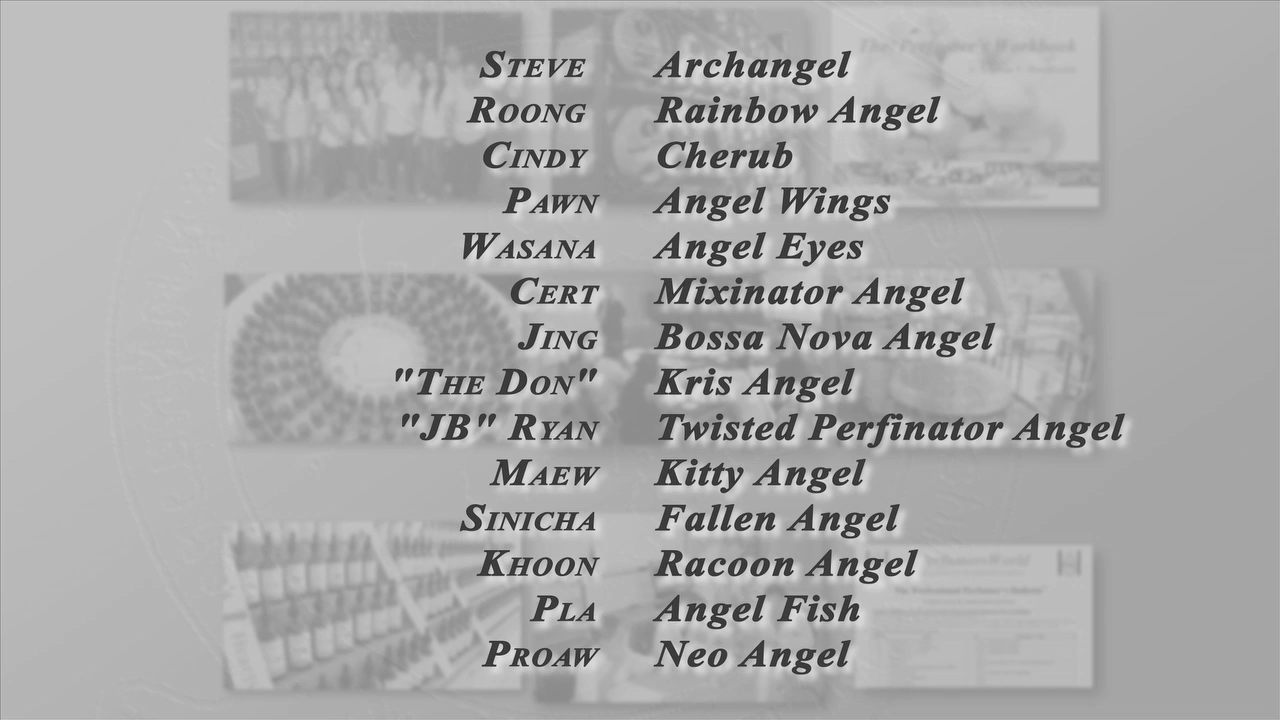 STEVE Archangel
ROONG Rainbow Angel
CINDY Cherub
PAWN Angel Wings
WASANA Angel Eyes
CERT Mixinator Angel
JING Bossa Nova Angel
"THE DON" Kris Angel
"JB" RYAN Twisted Perfinator Angel
MAEW Kitty Angel
SINICHA Fallen Angel
KHOON Racoon Angel
PLA Angel Fish
PROAW Neo Angel